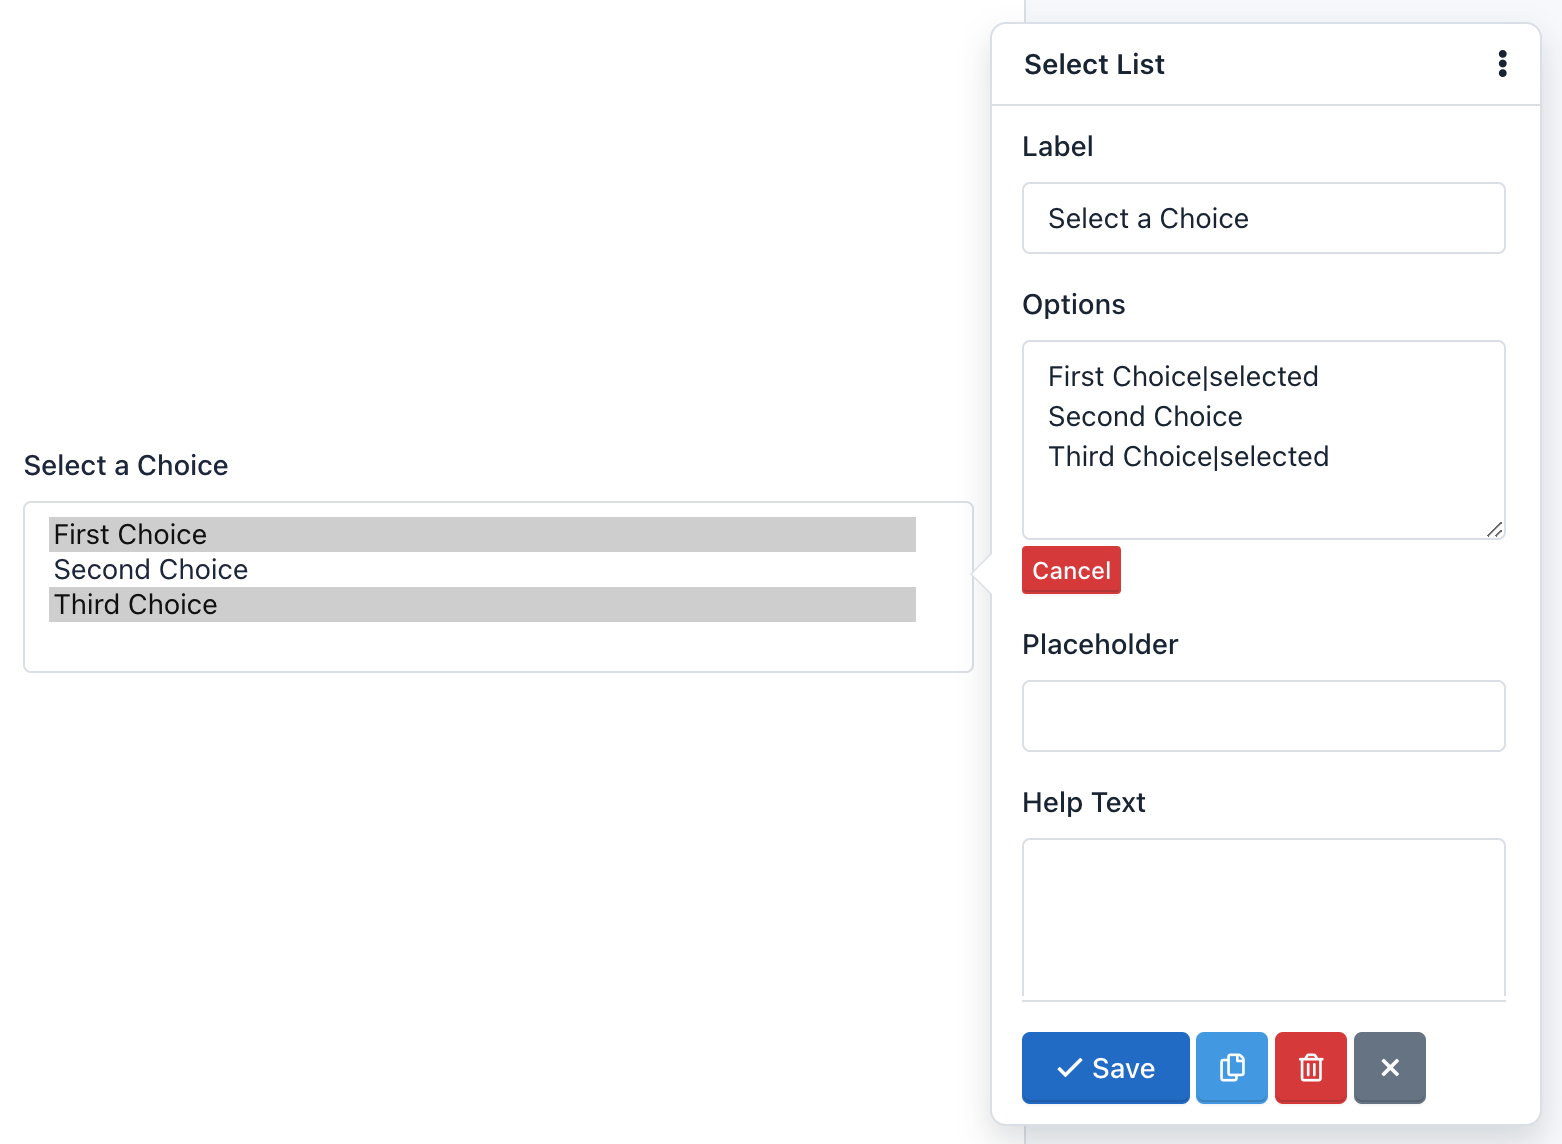 Select a Choice
First Choice
Second Choice
Third Choice
Select List
Label
Select a Choice
Options
First Choice|selected
Second Choice
Third Choice|selected
Cancel
Placeholder
Help Text
Save